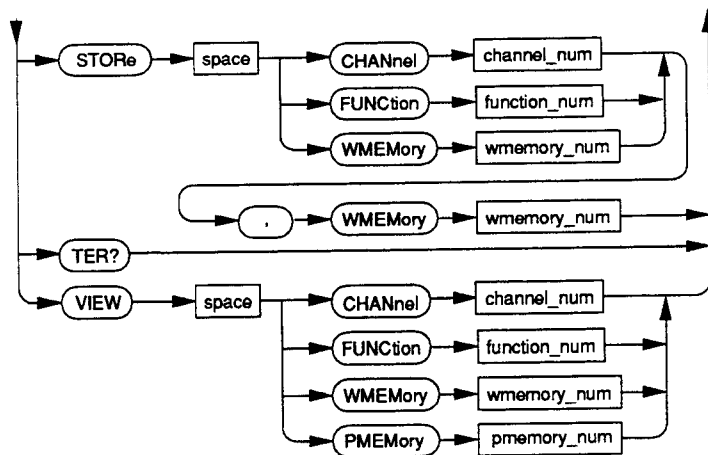 STORe space CHANnel channel_num
FUNCtion function_num
WMEMory wmemory_num
, WMEMory wmemory_num
TER?
VIEW space CHANnel channel_num
FUNCtion function_num
WMEMory wmemory_num
PMEMory pmemory_num